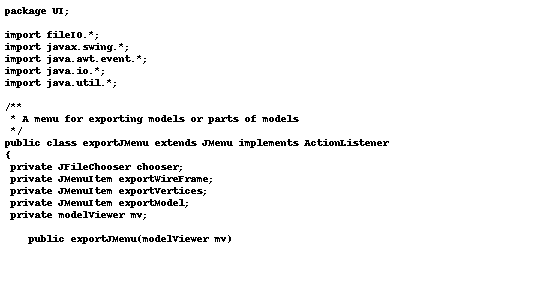 package UI;

import fileIO.*;
import javax.swing.*;
import java.awt.event.*;
import java.io.*;
import java.util.*;

/**
 * A menu for exporting models or parts of models
 */
public class exportJMenu extends JMenu implements ActionListener
{
 private JFileChooser chooser;
 private JMenuItem exportWireFrame;
 private JMenuItem exportVertices;
 private JMenuItem exportModel;
 private modelViewer mv;

    public exportJMenu(modelViewer mv)